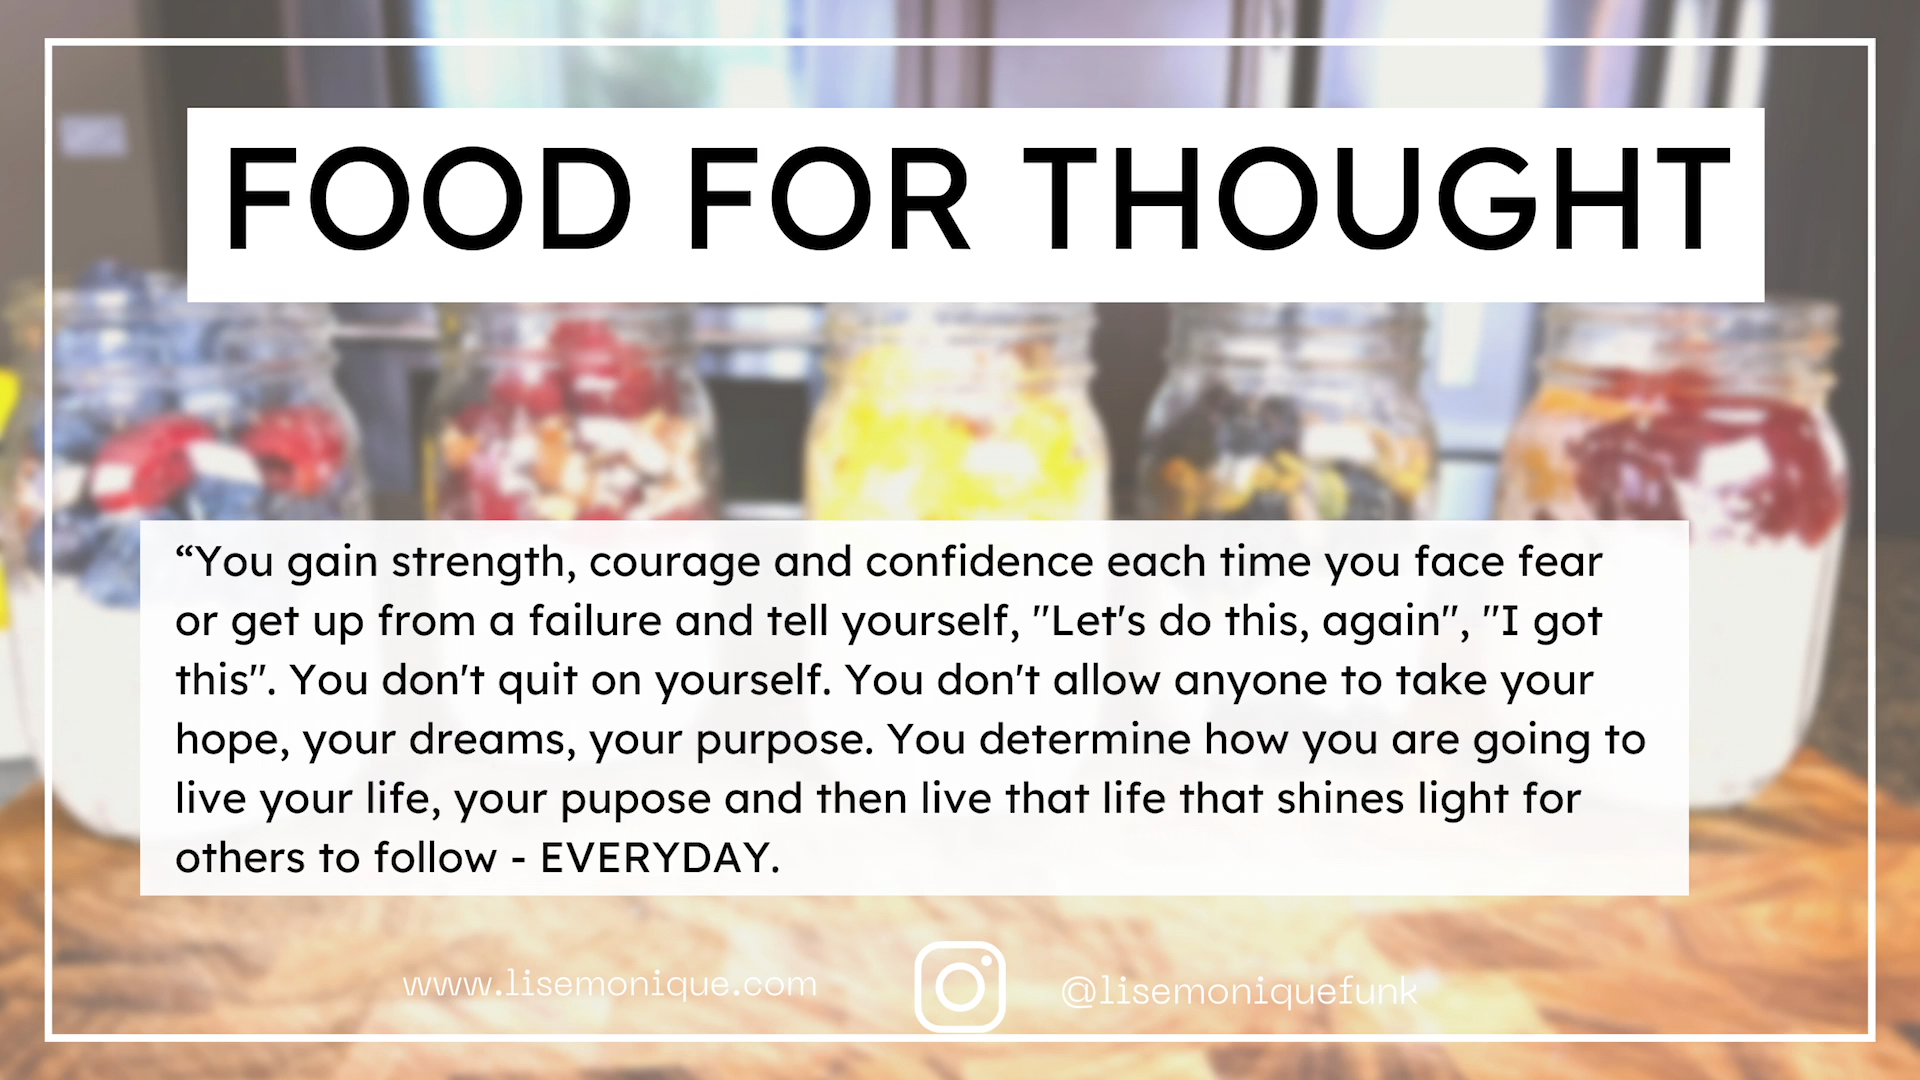 FOOD FOR THOUGHT
“You gain strength, courage and confidence each time you face fear
or get up from a failure and tell yourself, "Let's do this, again", "I got
this". You don't quit on yourself. You don't allow anyone to take your
hope, your dreams, your purpose. You determine how you are going to
live your life, your pupose and then live that life that shines light for
others to follow - EVERYDAY.
www.lisemonique.com
@lisemoniquefunk